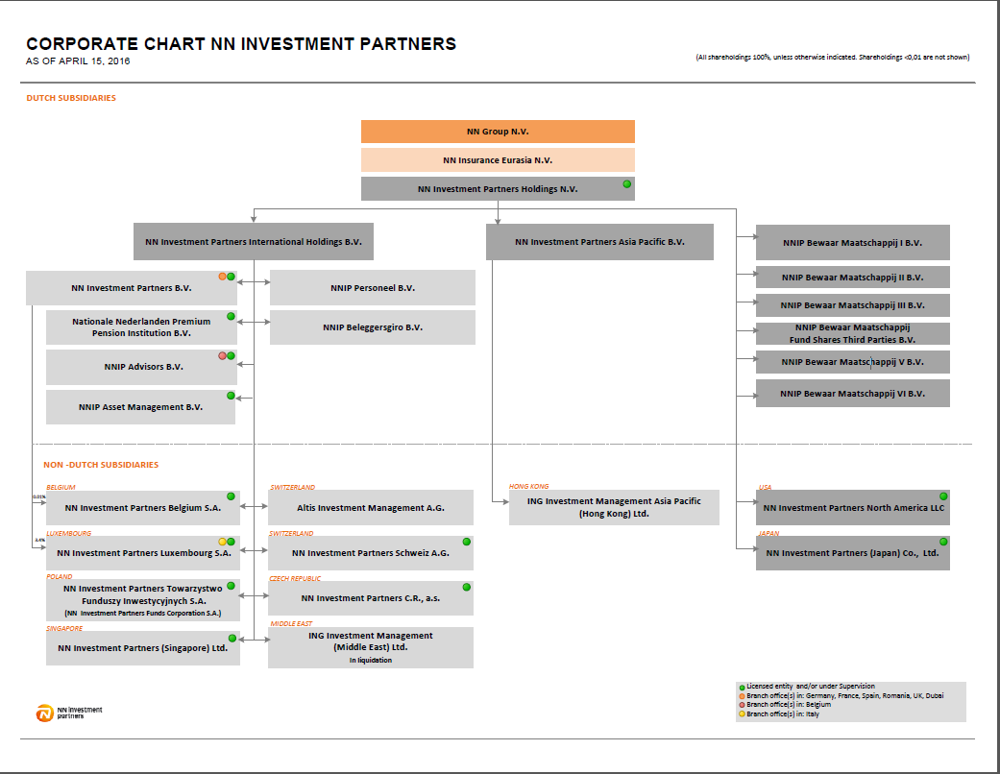 CORPORATE CHART NN INVESTMENT PARTNERS
AS OF APRIL 15, 2016
(All shareholdings 100%, unless otherwise indicated. Shareholdings <0,01 are not shown)
DUTCH SUBSIDIARIES
NN Group N.V.
NN Insurance Eurasia N.V.
NN Investment Partners Holdings N.V.
NN Investment Partners International Holdings B.V.
NN Investment Partners Asia Pacific B.V.
NN Investment Partners B.V.
NNIP Personeel B.V.
Nationale Nederlanden Premium
Pension Institution B.V.
NNIP Beleggersgiro B.V.
NNIP Advisors B.V.
NNIP Asset Management B.V.
NNIP Bewaar Maatschappij I B.V.
NNIP Bewaar Maatschappij II B.V.
NNIP Bewaar Maatschappij III B.V.
NNIP Bewaar Maatschappij
Fund Shares Third Parties B.V.
NNIP Bewaar Maatschappij V B.V.
NNIP Bewaar Maatschappij VI B.V.
NON -DUTCH SUBSIDIARIES
BELGIUM
0.01%
NN Investment Partners Belgium S.A.
SWITZERLAND
Altis Investment Management A.G.
LUXEMBOURG
3.4%
NN Investment Partners Luxembourg S.A.
SWITZERLAND
NN Investment Partners Schweiz A.G.
POLAND
NN Investment Partners Towarzystwo
Funduszy Inwestycyjnych S.A.
(NN Investment Partners Funds Corporation S.A.)
CZECH REPUBLIC
NN Investment Partners C.R., a.s.
SINGAPORE
NN Investment Partners (Singapore) Ltd.
MIDDLE EAST
ING Investment Management
(Middle East) Ltd.
In liquidation
HONG KONG
ING Investment Management Asia Pacific
(Hong Kong) Ltd.
USA
NN Investment Partners North America LLC
JAPAN
NN Investment Partners (Japan) Co., Ltd.
NN investment
partners
Licensed entity and/or under Supervision
Branch office(s) in: Germany, France, Spain, Romania, UK, Dubai
Branch office(s) in: Belgium
Branch office(s) in: Italy